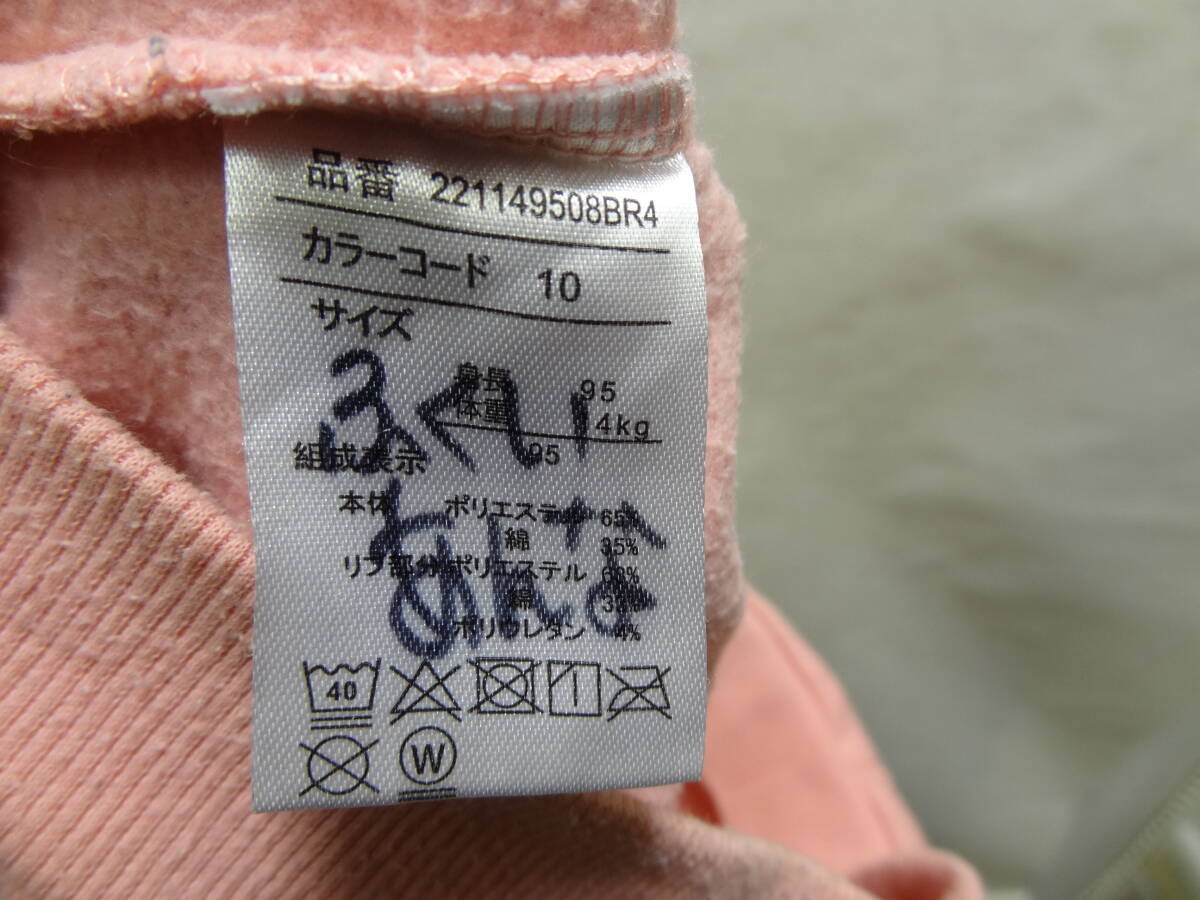 品番 221149508BR4
カラーコード 10
サイズ
身長 95
体重 14kg
ふくい
組成表示 95
本体 ポリエステル 65%
綿 35%
あんな
リブ部分 ポリエステル
綿
ポリウレタン 4%
40
W